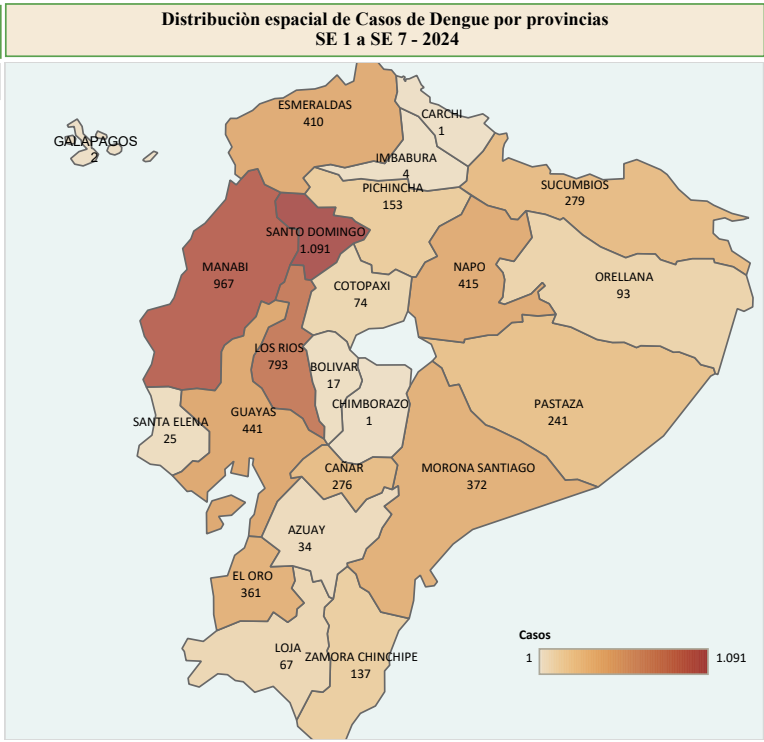 Distribuciòn espacial de Casos de Dengue por provincias
SE 1 a SE 7 - 2024
ESMERALDAS
410
CARCHI
1
GALAPAGOS
2
IMBABURA
4
PICHINCHA
153
SUCUMBIOS
279
SANTO DOMINGO
1.091
MANABI
967
NAPO
415
ORELLANA
93
COTOPAXI
74
LOS RIOS
793
BOLIVAR
17
CHIMBORAZO
1
PASTAZA
241
SANTA ELENA
25
GUAYAS
441
CAÑAR
276
MORONA SANTIAGO
372
AZUAY
34
EL ORO
361
LOJA
67
ZAMORA CHINCHIPE
137
Casos
1
1.091